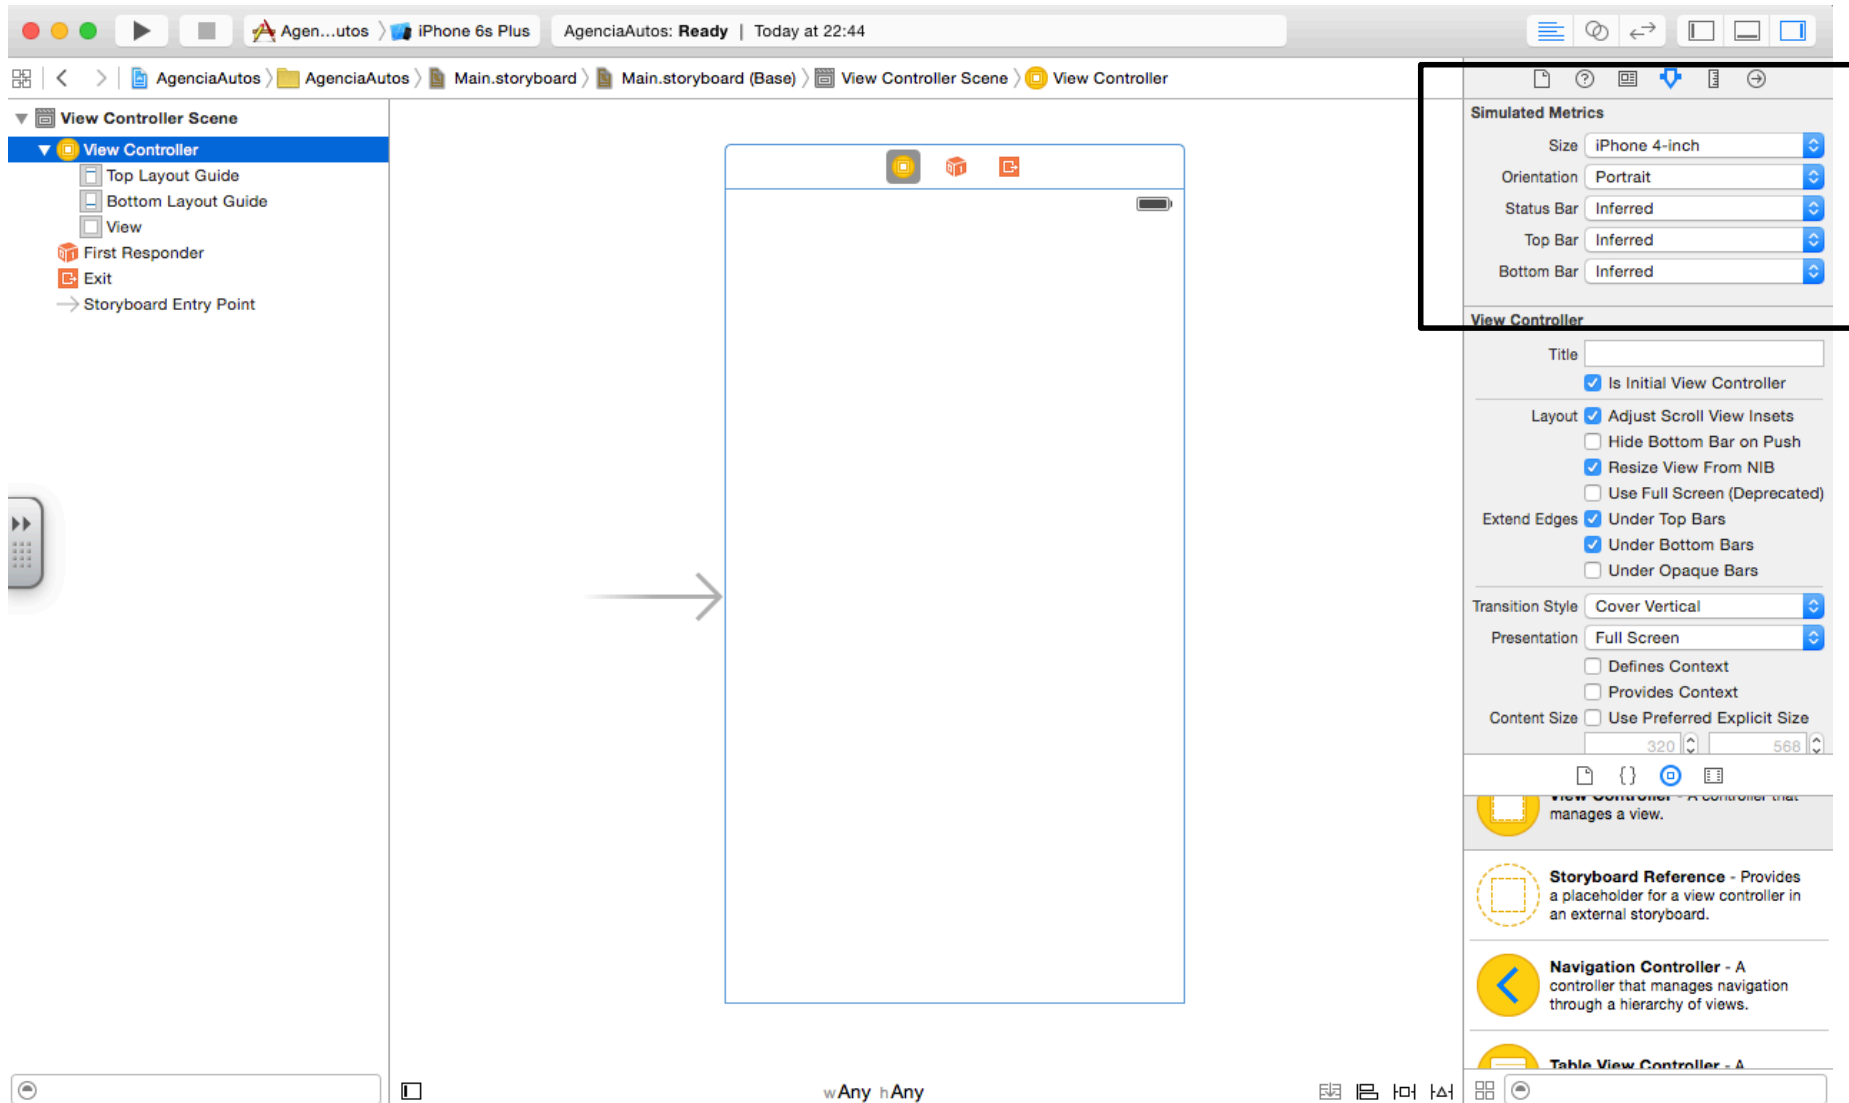 Agen...utos
iPhone 6s Plus
AgenciaAutos: Ready | Today at 22:44
AgenciaAutos
AgenciaAutos
Main.storyboard
Main.storyboard (Base)
View Controller Scene
View Controller
View Controller Scene
View Controller
Top Layout Guide
Bottom Layout Guide
View
First Responder
Exit
Storyboard Entry Point
Simulated Metrics
Size iPhone 4-inch
Orientation Portrait
Status Bar Inferred
Top Bar Inferred
Bottom Bar Inferred
View Controller
Title
Is Initial View Controller
Layout Adjust Scroll View Insets
Hide Bottom Bar on Push
Resize View From NIB
Use Full Screen (Deprecated)
Extend Edges Under Top Bars
Under Bottom Bars
Under Opaque Bars
Transition Style Cover Vertical
Presentation Full Screen
Defines Context
Provides Context
Content Size Use Preferred Explicit Size
320 568
View Controller - A controller that
manages a view.
Storyboard Reference - Provides
a placeholder for a view controller in
an external storyboard.
Navigation Controller - A
controller that manages navigation
through a hierarchy of views.
Table View Controller - A
wAny hAny